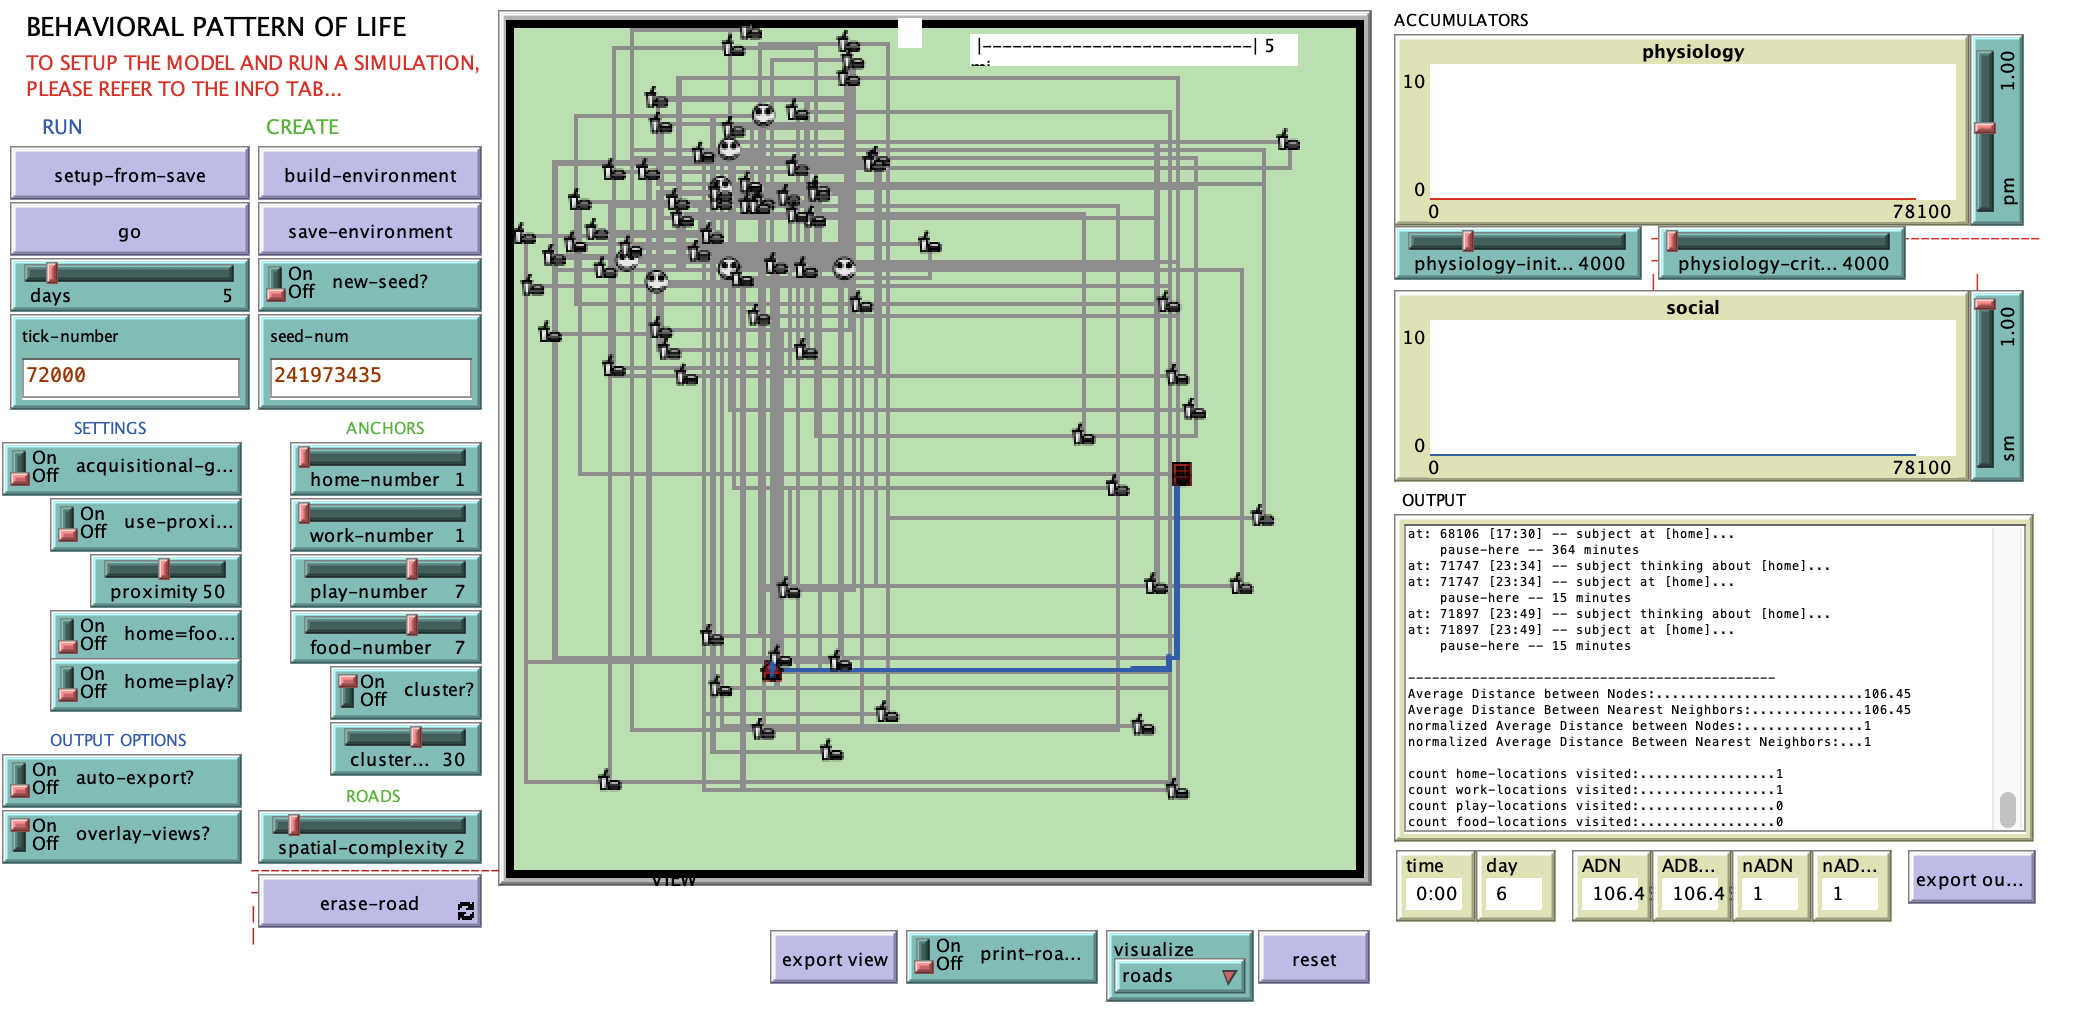 BEHAVIORAL PATTERN OF LIFE
TO SETUP THE MODEL AND RUN A SIMULATION,
PLEASE REFER TO THE INFO TAB...
RUN
CREATE
setup-from-save
build-environment
go
save-environment
days 5
On
Off
new-seed?
tick-number
72000
seed-num
241973435
SETTINGS
On
Off
acquisitional-g...
On
Off
use-proxi...
proximity 50
On
Off
home=foo...
On
Off
home=play?
OUTPUT OPTIONS
On
Off
auto-export?
On
Off
overlay-views?
ANCHORS
home-number 1
work-number 1
play-number 7
food-number 7
On
Off
cluster?
cluster... 30
ROADS
spatial-complexity 2
erase-road
|---------------------------| 5
VIEW
export view
On
Off
print-roa...
visualize
roads
reset
ACCUMULATORS
physiology
10
0
0 78100
1.00
pm
physiology-init... 4000
physiology-crit... 4000
social
10
0
0 78100
1.00
sm
OUTPUT
at: 68106 [17:30] -- subject at [home]...
pause-here -- 364 minutes
at: 71747 [23:34] -- subject thinking about [home]...
at: 71747 [23:34] -- subject at [home]...
pause-here -- 15 minutes
at: 71897 [23:49] -- subject thinking about [home]...
at: 71897 [23:49] -- subject at [home]...
pause-here -- 15 minutes
----------------------------------------------
Average Distance between Nodes:..........................106.45
Average Distance Between Nearest Neighbors:..............106.45
normalized Average Distance between Nodes:...............1
normalized Average Distance Between Nearest Neighbors:...1
count home-locations visited:.................1
count work-locations visited:.................1
count play-locations visited:.................0
count food-locations visited:.................0
time
0:00
day
6
ADN
106.4
ADB...
106.4
nADN
1
nAD...
1
export ou...